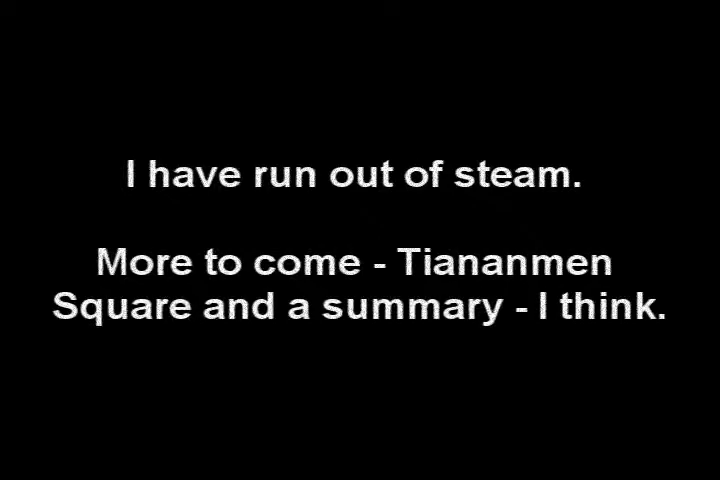 I have run out of steam.
More to come - Tiananmen
Square and a summary - I think.